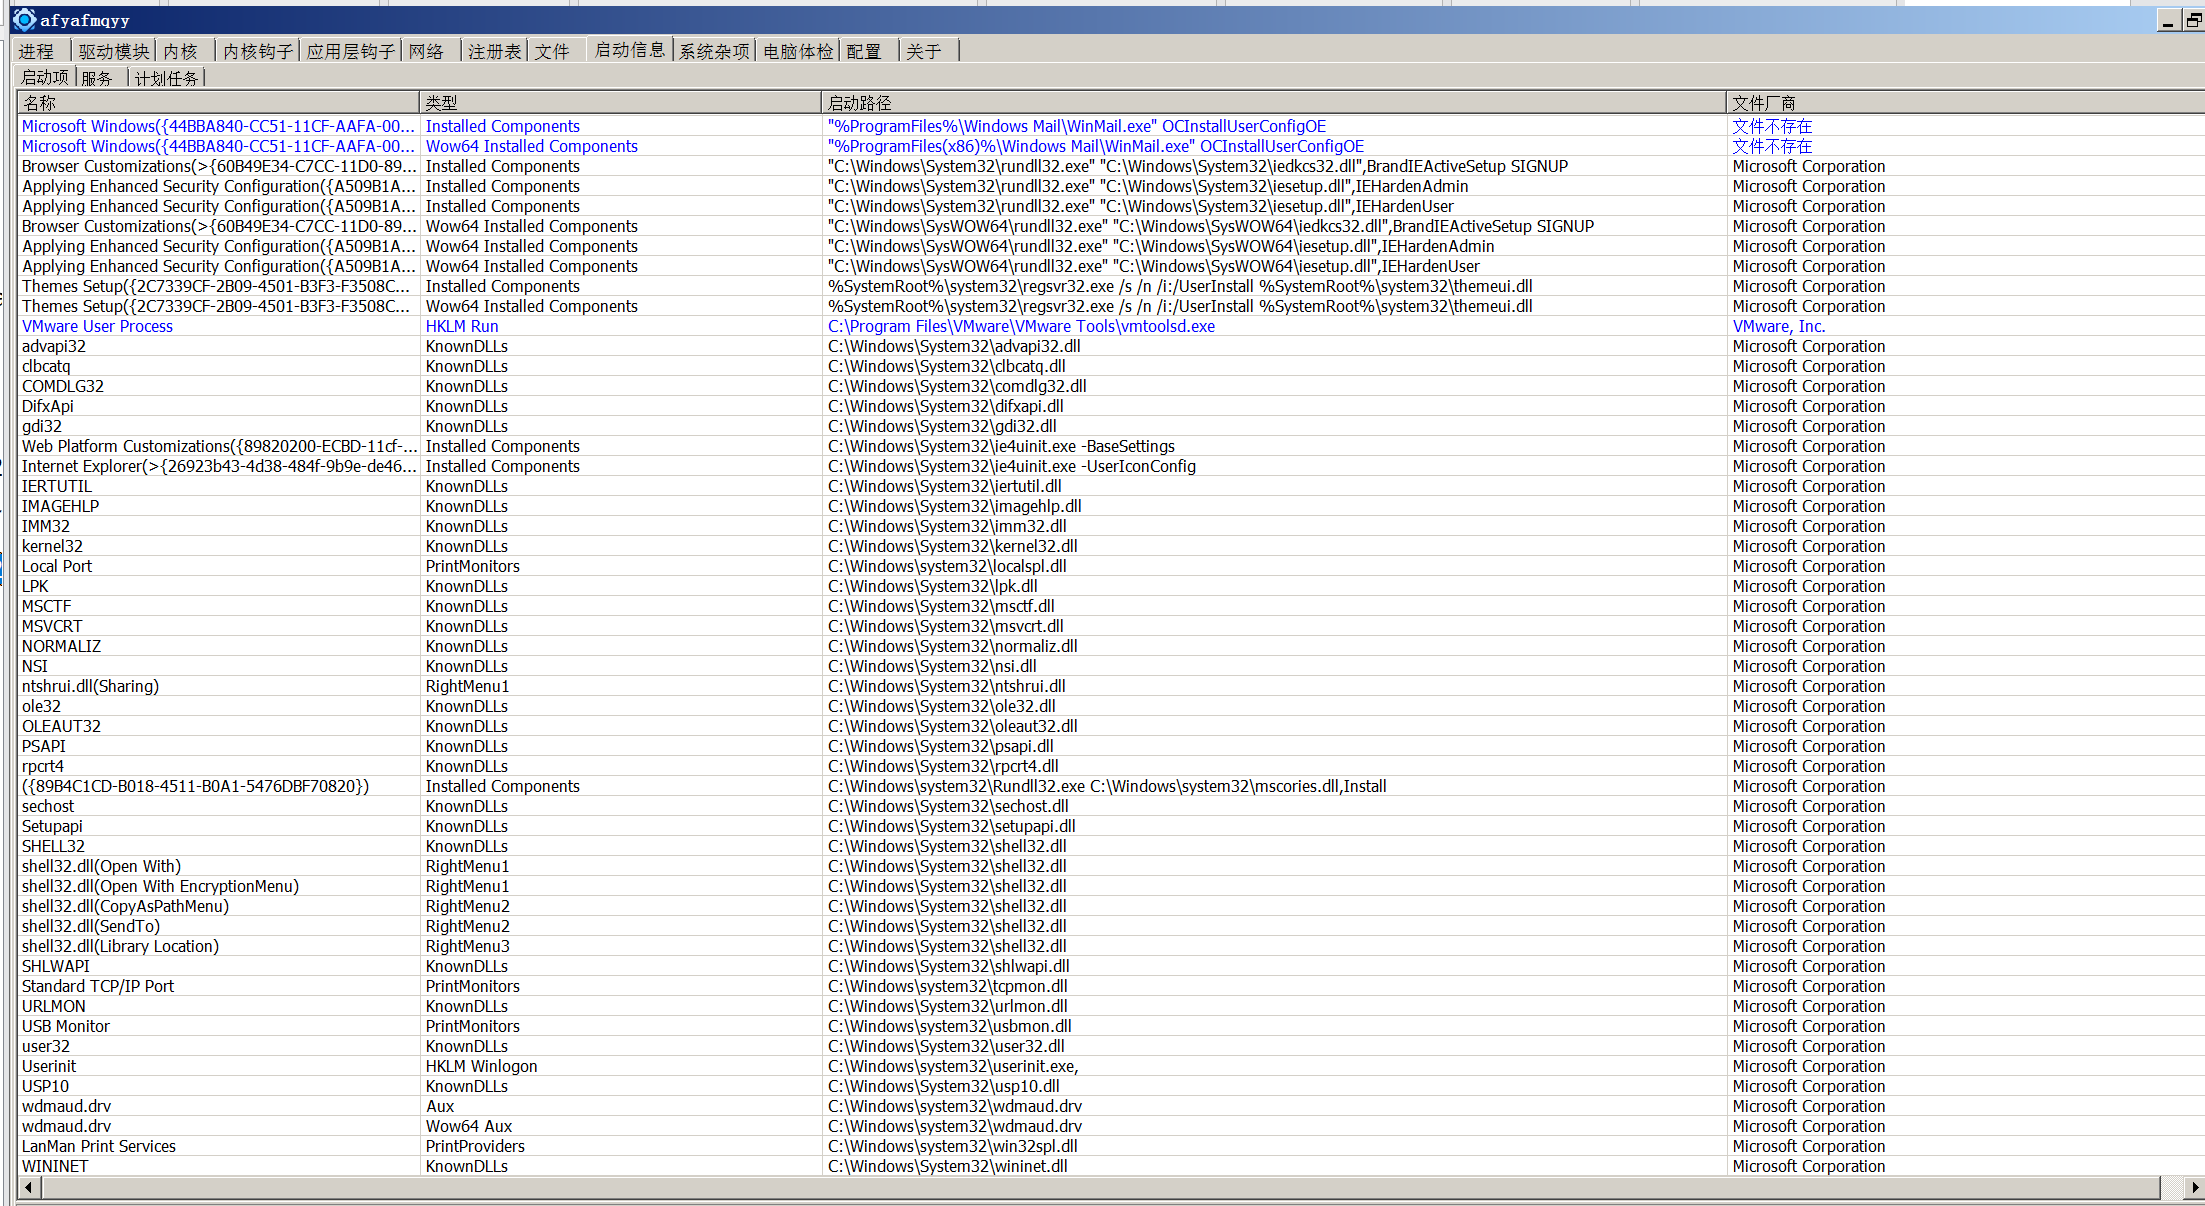 afyafmqyy
进程 驱动模块 内核 内核钩子 应用层钩子 网络 注册表 文件 启动信息 系统杂项 电脑体检 配置 关于
启动项 服务 计划任务
名称 类型 启动路径 文件厂商
Microsoft Windows({44BBA840-CC51-11CF-AAFA-00... Installed Components "%ProgramFiles%\Windows Mail\WinMail.exe" OCInstallUserConfigOE 文件不存在
Microsoft Windows({44BBA840-CC51-11CF-AAFA-00... Wow64 Installed Components "%ProgramFiles(x86)%\Windows Mail\WinMail.exe" OCInstallUserConfigOE 文件不存在
Browser Customizations(>{60B49E34-C7CC-11D0-89... Installed Components "C:\Windows\System32\rundll32.exe" "C:\Windows\System32\iedkcs32.dll",BrandIEActiveSetup SIGNUP Microsoft Corporation
Applying Enhanced Security Configuration({A509B1A... Installed Components "C:\Windows\System32\rundll32.exe" "C:\Windows\System32\iesetup.dll",IEHardenAdmin Microsoft Corporation
Applying Enhanced Security Configuration({A509B1A... Installed Components "C:\Windows\System32\rundll32.exe" "C:\Windows\System32\iesetup.dll",IEHardenUser Microsoft Corporation
Browser Customizations(>{60B49E34-C7CC-11D0-89... Wow64 Installed Components "C:\Windows\SysWOW64\rundll32.exe" "C:\Windows\SysWOW64\iedkcs32.dll",BrandIEActiveSetup SIGNUP Microsoft Corporation
Applying Enhanced Security Configuration({A509B1A... Wow64 Installed Components "C:\Windows\SysWOW64\rundll32.exe" "C:\Windows\SysWOW64\iesetup.dll",IEHardenAdmin Microsoft Corporation
Applying Enhanced Security Configuration({A509B1A... Wow64 Installed Components "C:\Windows\SysWOW64\rundll32.exe" "C:\Windows\SysWOW64\iesetup.dll",IEHardenUser Microsoft Corporation
Themes Setup({2C7339CF-2B09-4501-B3F3-F3508C... Installed Components %SystemRoot%\system32\regsvr32.exe /s /n /i:/UserInstall %SystemRoot%\system32\themeui.dll Microsoft Corporation
Themes Setup({2C7339CF-2B09-4501-B3F3-F3508C... Wow64 Installed Components %SystemRoot%\system32\regsvr32.exe /s /n /i:/UserInstall %SystemRoot%\system32\themeui.dll Microsoft Corporation
VMware User Process HKLM Run C:\Program Files\VMware\VMware Tools\vmtoolsd.exe VMware, Inc.
advapi32 KnownDLLs C:\Windows\System32\advapi32.dll Microsoft Corporation
clbcatq KnownDLLs C:\Windows\System32\clbcatq.dll Microsoft Corporation
COMDLG32 KnownDLLs C:\Windows\System32\comdlg32.dll Microsoft Corporation
DifxApi KnownDLLs C:\Windows\System32\difxapi.dll Microsoft Corporation
gdi32 KnownDLLs C:\Windows\System32\gdi32.dll Microsoft Corporation
Web Platform Customizations({89820200-ECBD-11cf-... Installed Components C:\Windows\System32\ie4uinit.exe -BaseSettings Microsoft Corporation
Internet Explorer(>{26923b43-4d38-484f-9b9e-de46... Installed Components C:\Windows\System32\ie4uinit.exe -UserIconConfig Microsoft Corporation
IERTUTIL KnownDLLs C:\Windows\System32\iertutil.dll Microsoft Corporation
IMAGEHLP KnownDLLs C:\Windows\System32\imagehlp.dll Microsoft Corporation
IMM32 KnownDLLs C:\Windows\System32\imm32.dll Microsoft Corporation
kernel32 KnownDLLs C:\Windows\System32\kernel32.dll Microsoft Corporation
Local Port PrintMonitors C:\Windows\system32\localspl.dll Microsoft Corporation
LPK KnownDLLs C:\Windows\System32\lpk.dll Microsoft Corporation
MSCTF KnownDLLs C:\Windows\System32\msctf.dll Microsoft Corporation
MSVCRT KnownDLLs C:\Windows\System32\msvcrt.dll Microsoft Corporation
NORMALIZ KnownDLLs C:\Windows\System32\normaliz.dll Microsoft Corporation
NSI KnownDLLs C:\Windows\System32\nsi.dll Microsoft Corporation
ntshrui.dll(Sharing) RightMenu1 C:\Windows\System32\ntshrui.dll Microsoft Corporation
ole32 KnownDLLs C:\Windows\System32\ole32.dll Microsoft Corporation
OLEAUT32 KnownDLLs C:\Windows\System32\oleaut32.dll Microsoft Corporation
PSAPI KnownDLLs C:\Windows\System32\psapi.dll Microsoft Corporation
rpcrt4 KnownDLLs C:\Windows\System32\rpcrt4.dll Microsoft Corporation
({89B4C1CD-B018-4511-B0A1-5476DBF70820}) Installed Components C:\Windows\system32\Rundll32.exe C:\Windows\system32\mscories.dll,Install Microsoft Corporation
sechost KnownDLLs C:\Windows\System32\sechost.dll Microsoft Corporation
Setupapi KnownDLLs C:\Windows\System32\setupapi.dll Microsoft Corporation
SHELL32 KnownDLLs C:\Windows\System32\shell32.dll Microsoft Corporation
shell32.dll(Open With) RightMenu1 C:\Windows\System32\shell32.dll Microsoft Corporation
shell32.dll(Open With EncryptionMenu) RightMenu1 C:\Windows\System32\shell32.dll Microsoft Corporation
shell32.dll(CopyAsPathMenu) RightMenu2 C:\Windows\System32\shell32.dll Microsoft Corporation
shell32.dll(SendTo) RightMenu2 C:\Windows\System32\shell32.dll Microsoft Corporation
shell32.dll(Library Location) RightMenu3 C:\Windows\System32\shell32.dll Microsoft Corporation
SHLWAPI KnownDLLs C:\Windows\System32\shlwapi.dll Microsoft Corporation
Standard TCP/IP Port PrintMonitors C:\Windows\system32\tcpmon.dll Microsoft Corporation
URLMON KnownDLLs C:\Windows\System32\urlmon.dll Microsoft Corporation
USB Monitor PrintMonitors C:\Windows\system32\usbmon.dll Microsoft Corporation
user32 KnownDLLs C:\Windows\System32\user32.dll Microsoft Corporation
Userinit HKLM Winlogon C:\Windows\system32\userinit.exe, Microsoft Corporation
USP10 KnownDLLs C:\Windows\System32\usp10.dll Microsoft Corporation
wdmaud.drv Aux C:\Windows\system32\wdmaud.drv Microsoft Corporation
wdmaud.drv Wow64 Aux C:\Windows\system32\wdmaud.drv Microsoft Corporation
LanMan Print Services PrintProviders C:\Windows\system32\win32spl.dll Microsoft Corporation
WININET KnownDLLs C:\Windows\System32\wininet.dll Microsoft Corporation